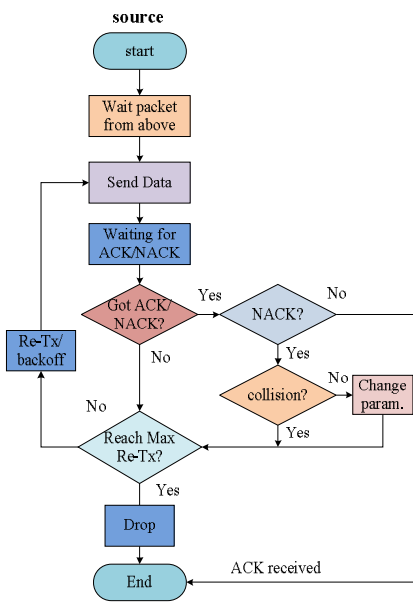 source
start
Wait packet
from above
Send Data
Waiting for
ACK/NACK
Got ACK/
NACK?
Yes
NACK?
No
Re-Tx/
backoff
No
Yes
collision?
No
Change
param.
No
Yes
Reach Max
Re-Tx?
Yes
Drop
End
ACK received